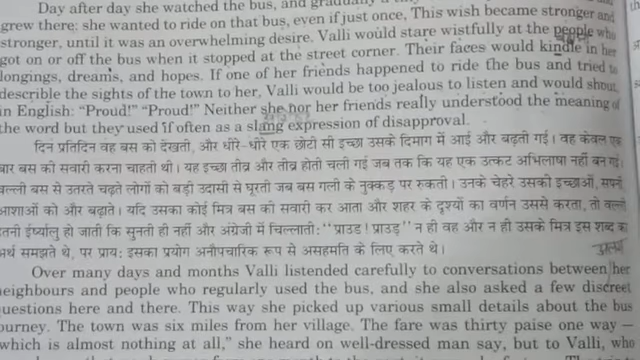 Day after day she watched the bus, and gradually a
grew there: she wanted to ride on that bus, even if just once, This wish became stronger and
stronger, until it was an overwhelming desire. Valli would stare wistfully at the people who
got on or off the bus when it stopped at the street corner. Their faces would kindle in her
longings, dreams, and hopes. If one of her friends happened to ride the bus and tried to
describle the sights of the town to her, Valli would be too jealous to listen and would shout,
in English: "Proud!" "Proud!" Neither she nor her friends really understood the meaning of
the word but they used if often as a slang expression of disapproval.
दिन प्रतिदिन वह बस को देखती, और धीरे-धीरे एक छोटी सी इच्छा उसके दिमाग में आई और बढ़ती गई। वह केवल एक
बार बस की सवारी करना चाहती थी। यह इच्छा तीव्र और तीव्र होती चली गई जब तक कि यह एक उत्कट अभिलाषा नहीं बन गई।
वल्ली बस से उतरते चढ़ते लोगों को बड़ी उदासी से घूरती जब बस गली के नुक्कड़ पर रुकती। उनके चेहरे उसकी इच्छाओं, सपनों
आशाओं को और बढ़ाते। यदि उसका कोई मित्र बस की सवारी कर आता और शहर के दृश्यों का वर्णन उससे करता, तो वल्ली
इतनी ईर्ष्यालु हो जाति कि सुनती ही नहीं और अंग्रेजी में चिल्लाती: "प्राउड! प्राउड़" न ही वह और न ही उसके मित्र इस शब्द का
अर्थ समझते थे, पर प्राय: इसका प्रयोग अनौपचारिक रूप से असहमति के लिए करते थे।
Over many days and months Valli listended carefully to conversations between her
neighbours and people who regularly used the bus, and she also asked a few discreet
questions here and there. This way she picked up various small details about the bus
journey. The town was six miles from her village. The fare was thirty paise one way –
which is almost nothing at all," she heard on well-dressed man say, but to Valli, who